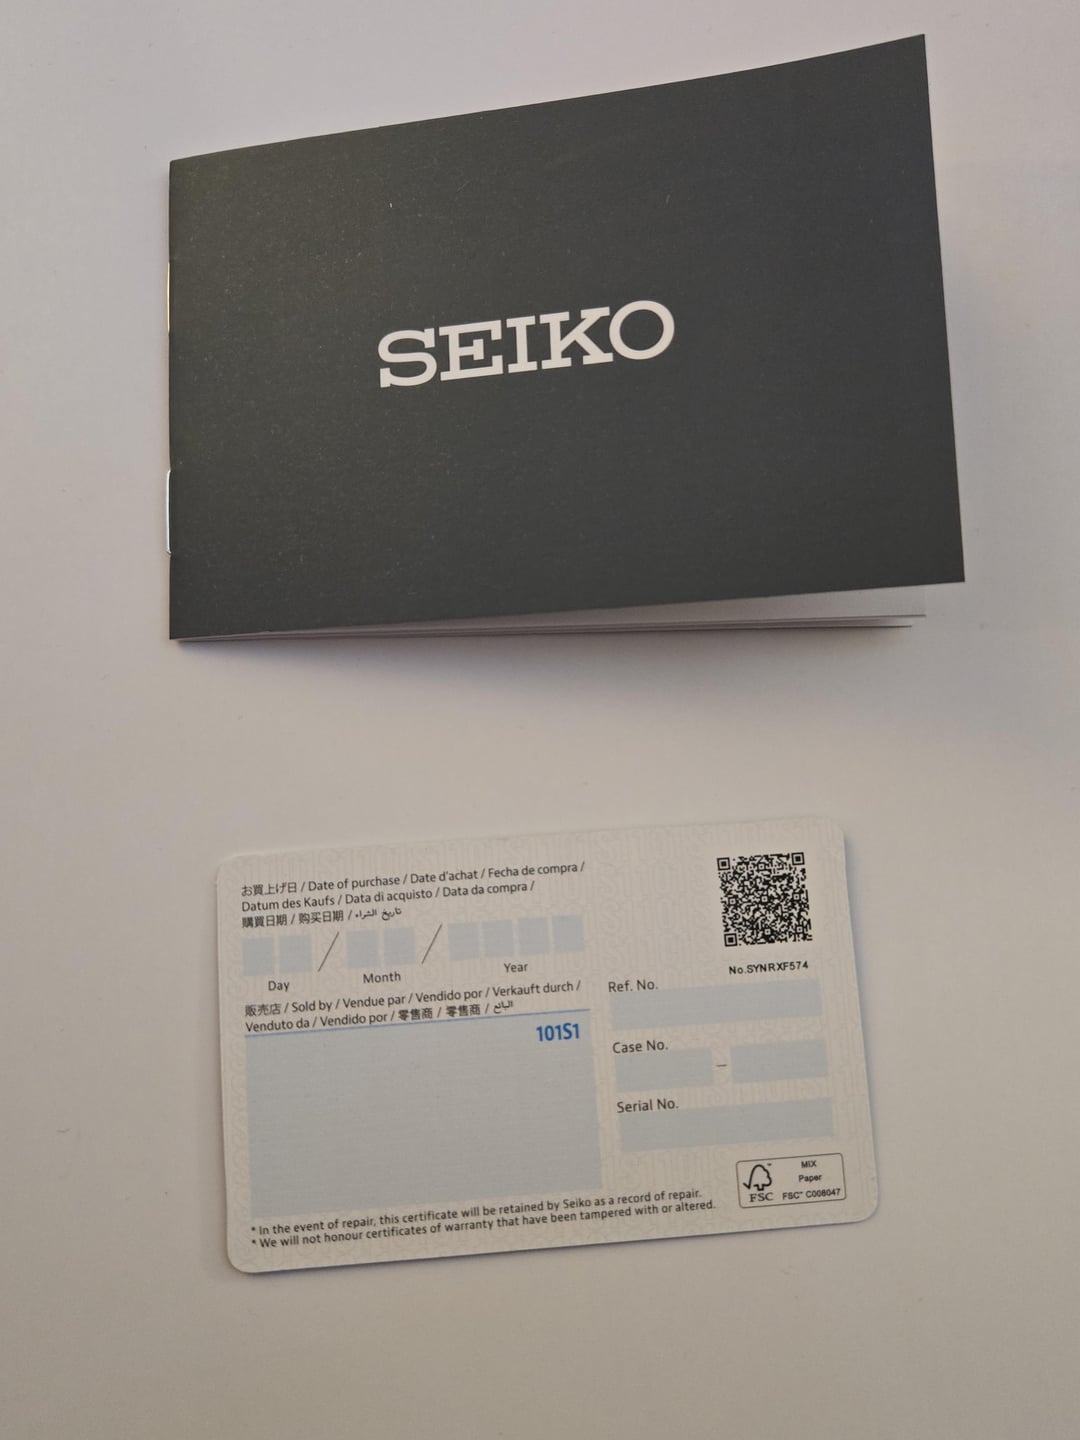 SEIKO
お買上げ日 / Date of purchase / Date d'achat / Fecha de compra /
Datum des Kaufs / Data di acquisto / Data da compra /
購買日期 / 购买日期 / تاريخ الشراء
Day / Month / Year
販売店 / Sold by / Vendue par / Vendido por / Verkauft durch /
Venduto da / Vendido por / 零售商 / 零售商 / البائع
101S1
No.SYNRXF574
Ref. No.
Case No.
–
Serial No.
MIX
Paper
FSC™ C008047
FSC™
* In the event of repair, this certificate will be retained by Seiko as a record of repair.
* We will not honour certificates of warranty that have been tampered with or altered.